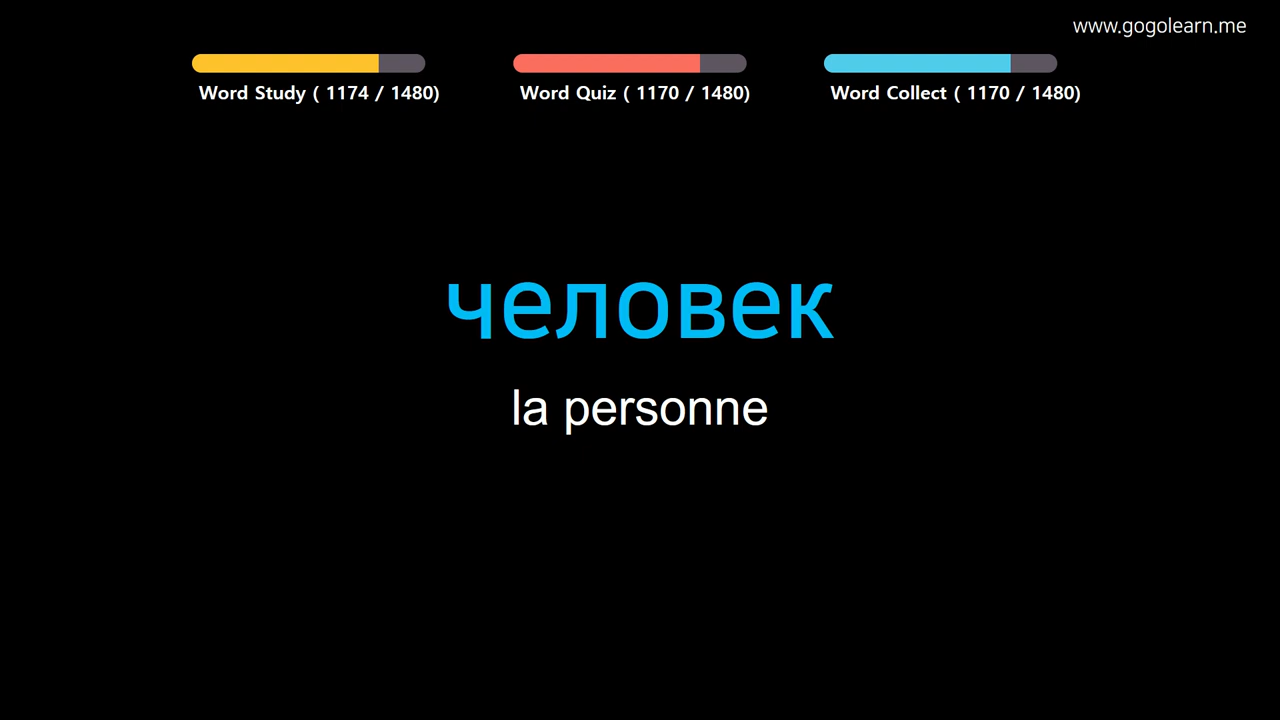 www.gogolearn.me
Word Study ( 1174 / 1480)
Word Quiz ( 1170 / 1480)
Word Collect ( 1170 / 1480)
человек
la personne